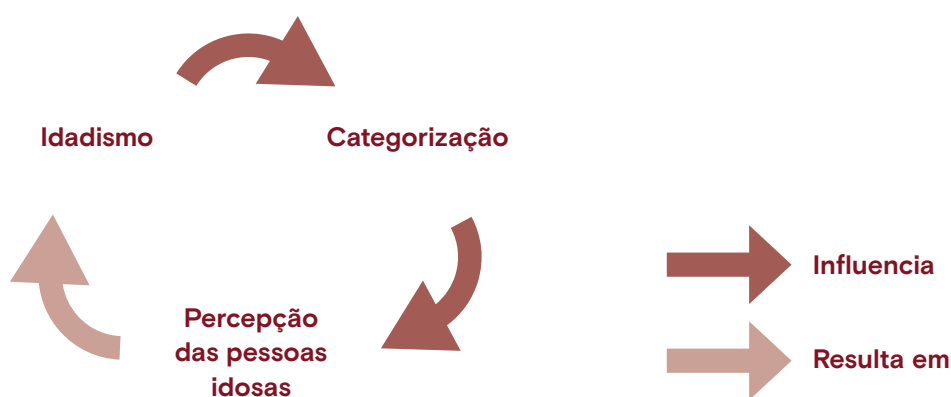 Idadismo
Categorização
Influencia
Percepção
das pessoas
idosas
Resulta em